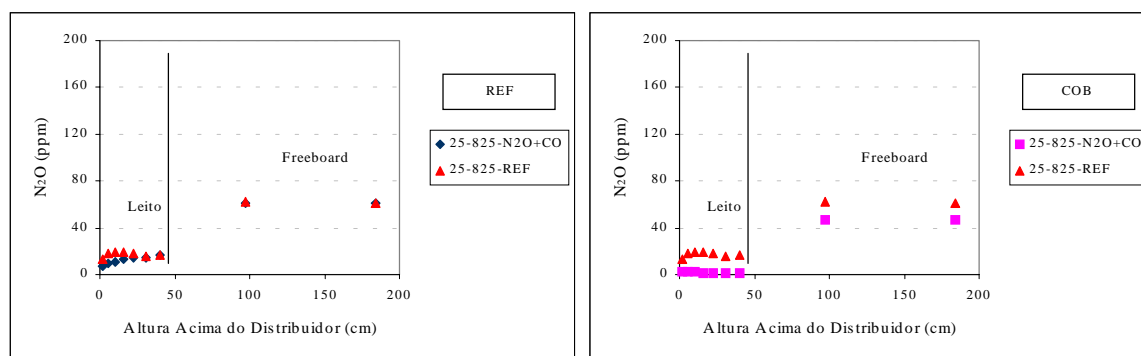 200
160
120
80
40
0
N₂O (ppm)
Leito
Freeboard
0
50
100
150
200
Altura Acima do Distribuidor (cm)
REF
25-825-N2O+CO
25-825-REF
200
160
120
80
40
0
N₂O (ppm)
Leito
Freeboard
0
50
100
150
200
Altura Acima do Distribuidor (cm)
COB
25-825-N2O+CO
25-825-REF